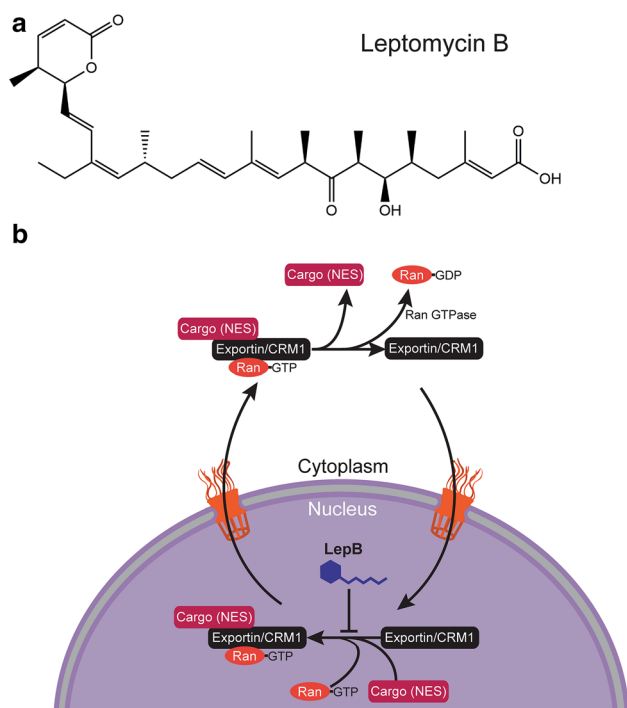 a
Leptomycin B
O
O
O
OH
O
OH
b
Cargo (NES)
Ran
GDP
Cargo (NES)
Ran GTPase
Exportin/CRM1
Exportin/CRM1
Ran
GTP
Cytoplasm
Nucleus
LepB
Cargo (NES)
Exportin/CRM1
Exportin/CRM1
Ran
GTP
Ran
GTP
Cargo (NES)